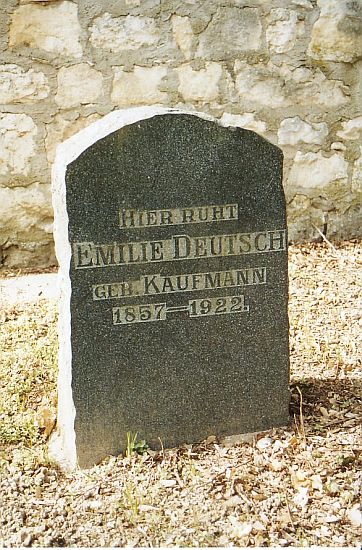 HIER RUHT
EMILIE DEUTSCH
GEB. KAUFMANN
1857—1922.